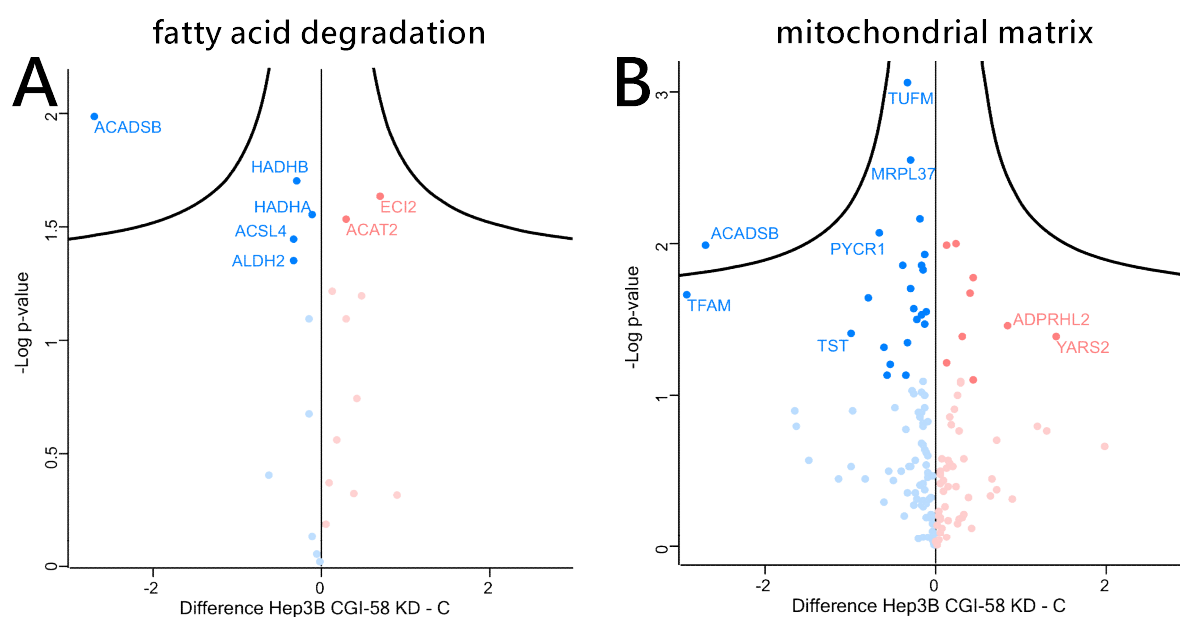 fatty acid degradation
A
2
1.5
1
0.5
0
-2
0
2
-Log p-value
Difference Hep3B CGI-58 KD - C
ACADSB
HADHB
HADHA
ACSL4
ALDH2
ECI2
ACAT2
mitochondrial matrix
B
3
2
1
0
-2
0
2
-Log p-value
Difference Hep3B CGI-58 KD - C
TUFM
MRPL37
ACADSB
PYCR1
TFAM
TST
ADPRHL2
YARS2